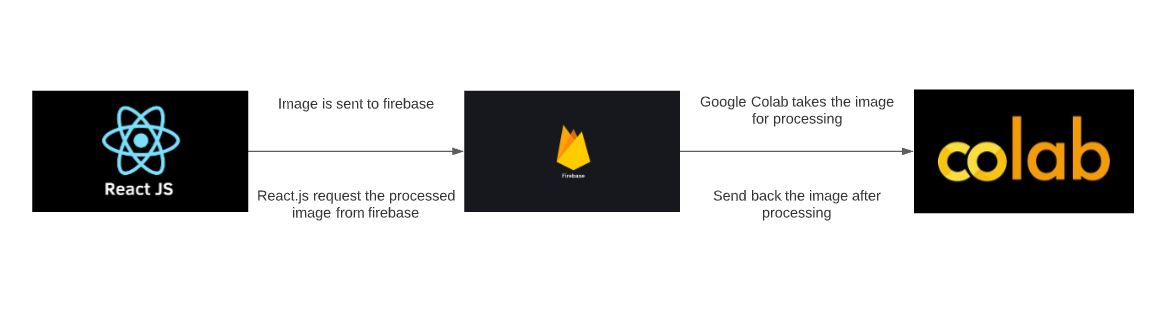 Image is sent to firebase
Google Colab takes the image
for processing
React JS
Firebase
colab
React.js request the processed
image from firebase
Send back the image after
processing